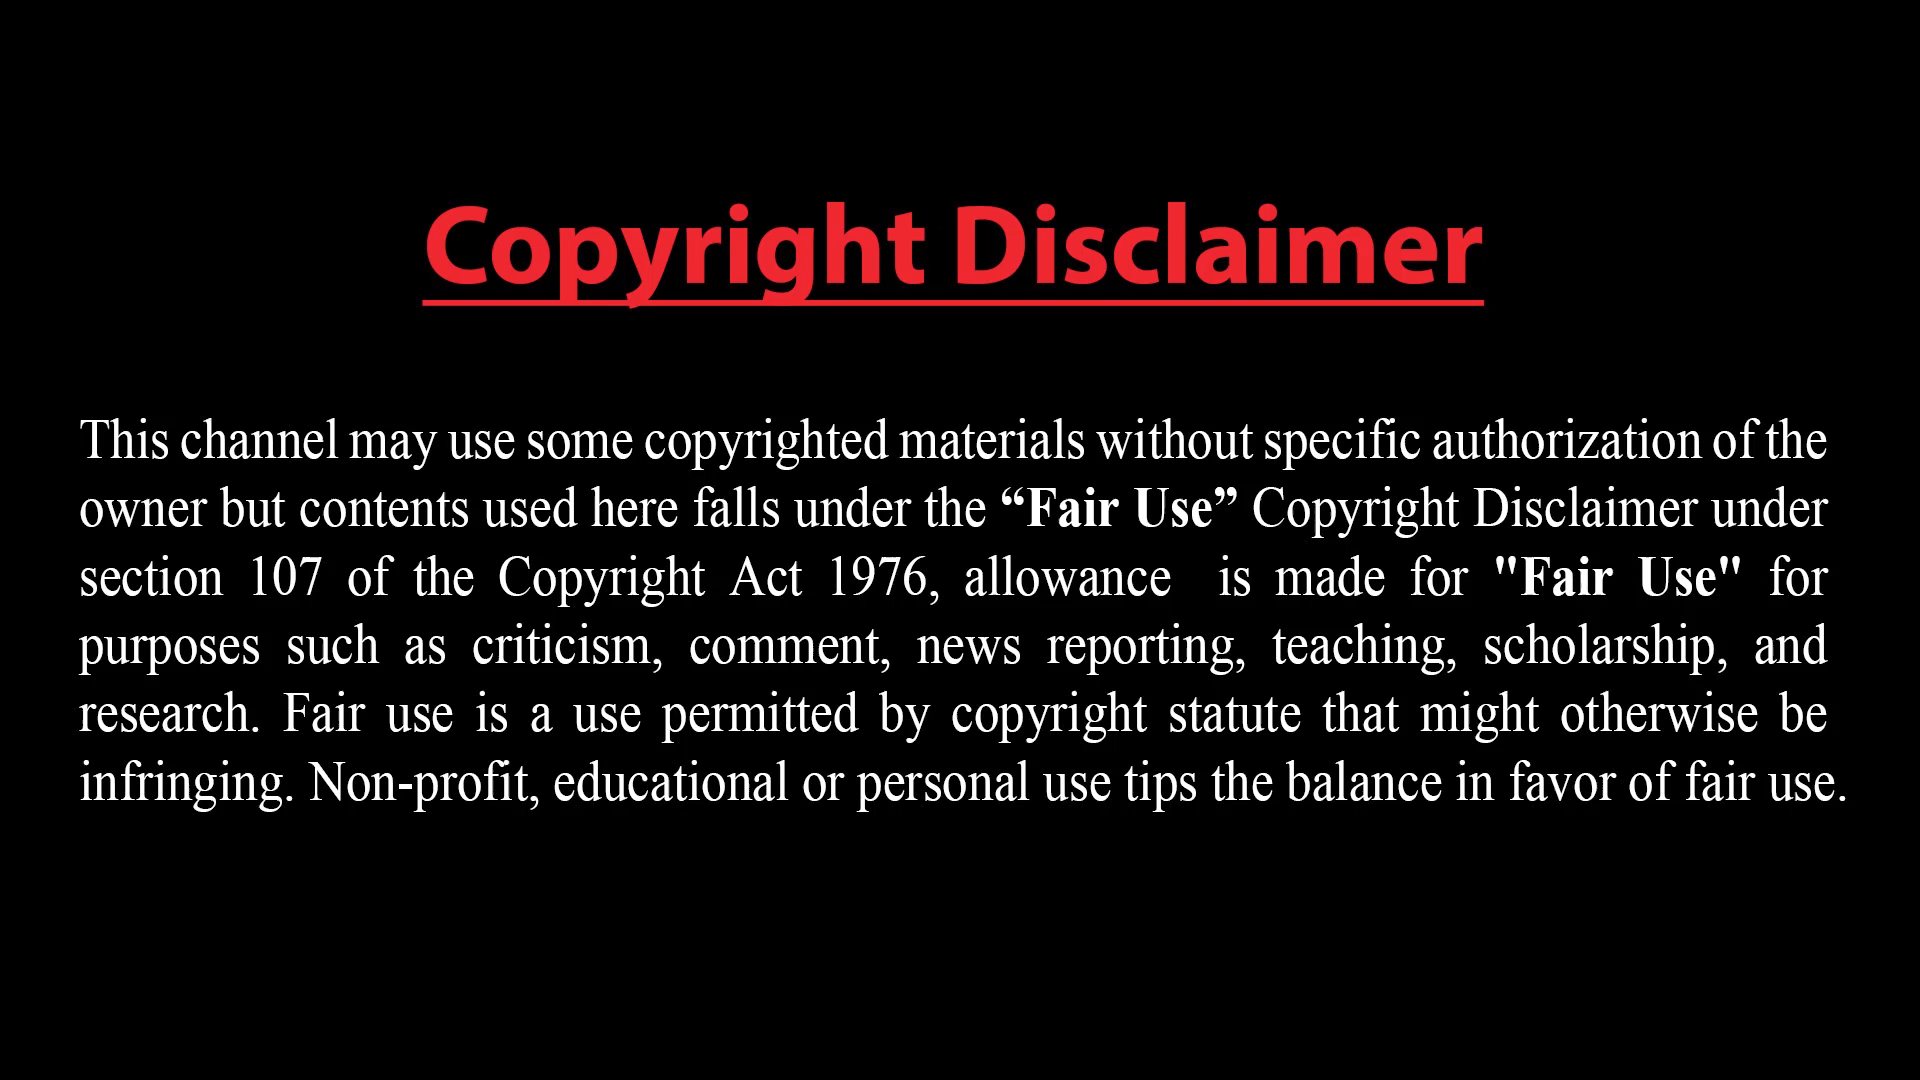 Copyright Disclaimer
This channel may use some copyrighted materials without specific authorization of the
owner but contents used here falls under the “Fair Use” Copyright Disclaimer under
section 107 of the Copyright Act 1976, allowance is made for "Fair Use" for
purposes such as criticism, comment, news reporting, teaching, scholarship, and
research. Fair use is a use permitted by copyright statute that might otherwise be
infringing. Non-profit, educational or personal use tips the balance in favor of fair use.